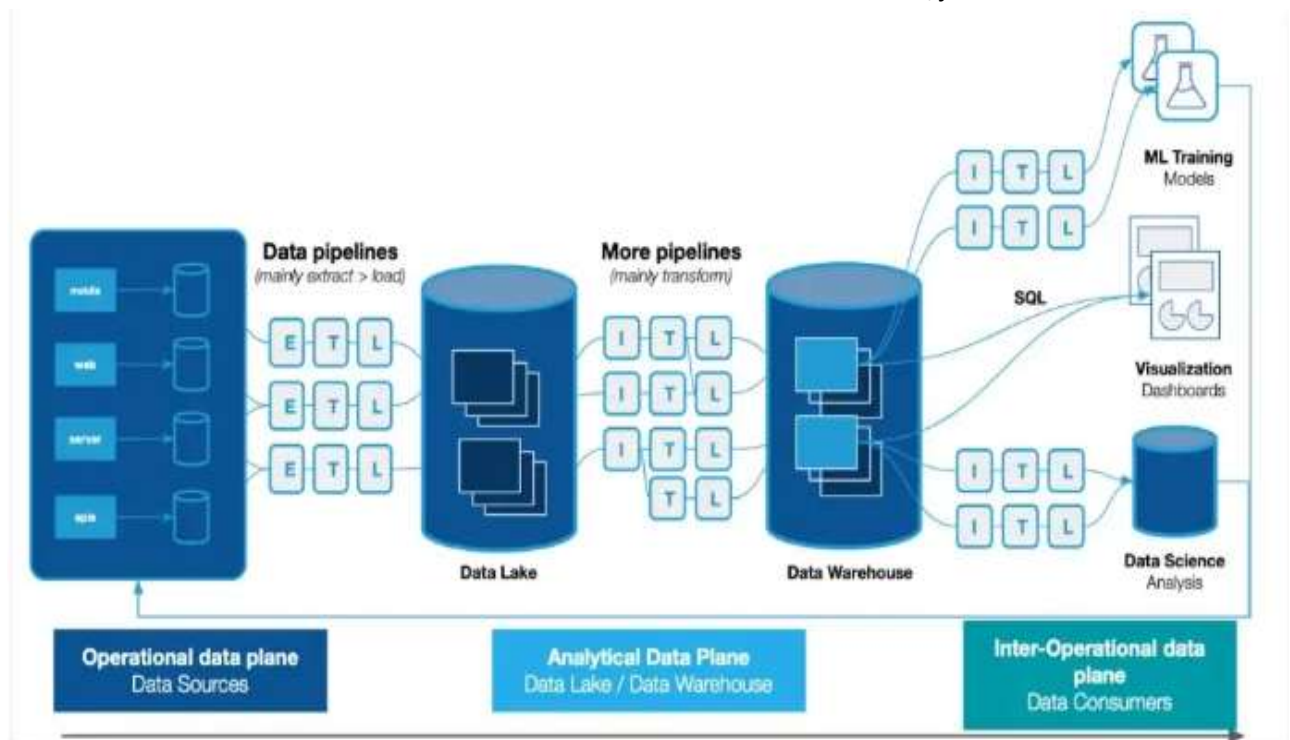 ML Training
Models
I T L
I T L
Data pipelines
(mainly extract > load)
More pipelines
(mainly transform)
SQL
web
server
apis
E T L
E T L
E T L
I T L
I T L
I T L
T L
Visualization
Dashboards
I T L
I T L
Data Lake
Data Warehouse
Data Science
Analysis
Operational data plane
Data Sources
Analytical Data Plane
Data Lake / Data Warehouse
Inter-Operational data
plane
Data Consumers